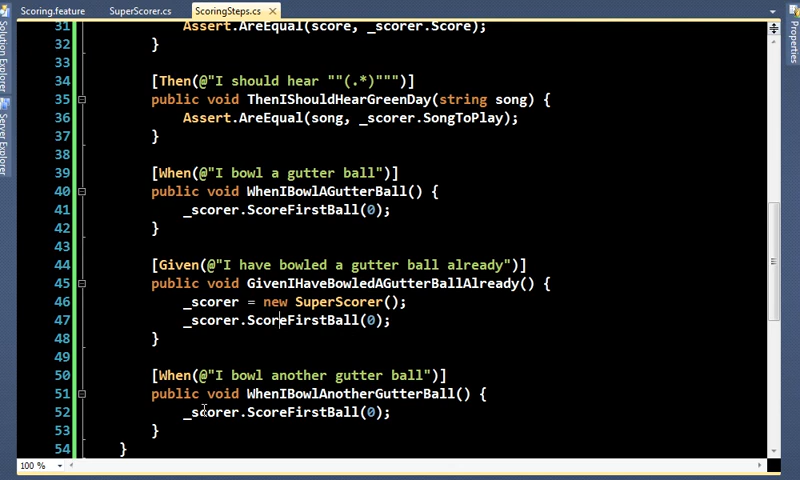 Scoring.feature SuperScorer.cs ScoringSteps.cs
Solution Explorer
Server Explorer
Properties
31 Assert.AreEqual(score, _scorer.Score);
32 }
33
34 [Then(@"I should hear ""(.*)""")]
35 public void ThenIShouldHearGreenDay(string song) {
36 Assert.AreEqual(song, _scorer.SongToPlay);
37 }
38
39 [When(@"I bowl a gutter ball")]
40 public void WhenIBowlAGutterBall() {
41 _scorer.ScoreFirstBall(0);
42 }
43
44 [Given(@"I have bowled a gutter ball already")]
45 public void GivenIHaveBowledAGutterBallAlready() {
46 _scorer = new SuperScorer();
47 _scorer.ScoreFirstBall(0);
48 }
49
50 [When(@"I bowl another gutter ball")]
51 public void WhenIBowlAnotherGutterBall() {
52 _scorer.ScoreFirstBall(0);
53 }
54 }
100 %